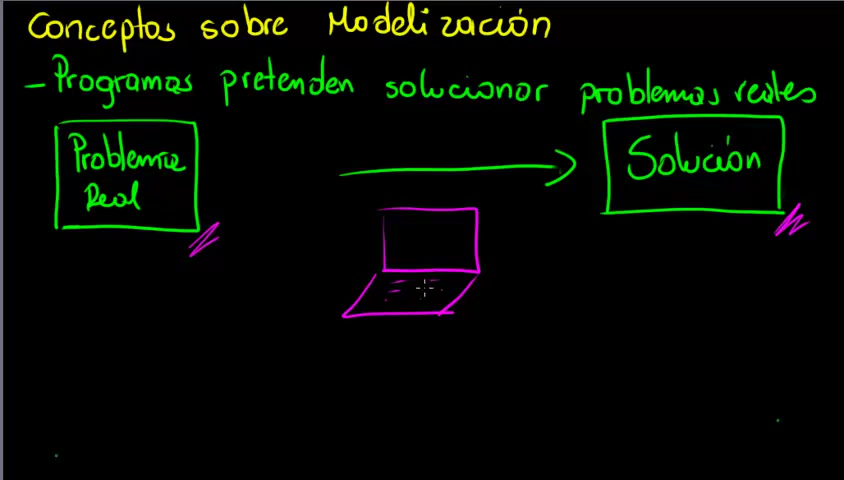 Conceptos sobre Modelización
- Programas pretenden solucionar problemas reales
Problema
Real
Solución